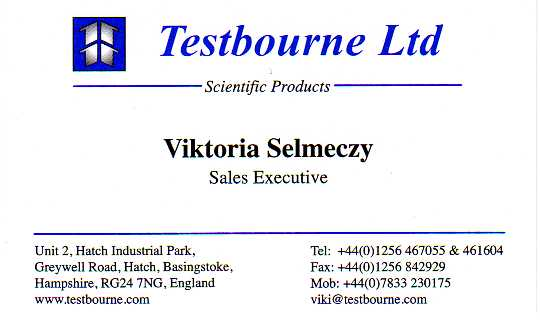 Testbourne Ltd
Scientific Products
Viktoria Selmeczy
Sales Executive
Unit 2, Hatch Industrial Park,
Greywell Road, Hatch, Basingstoke,
Hampshire, RG24 7NG, England
www.testbourne.com
Tel: +44(0)1256 467055 & 461604
Fax: +44(0)1256 842929
Mob: +44(0)7833 230175
viki@testbourne.com